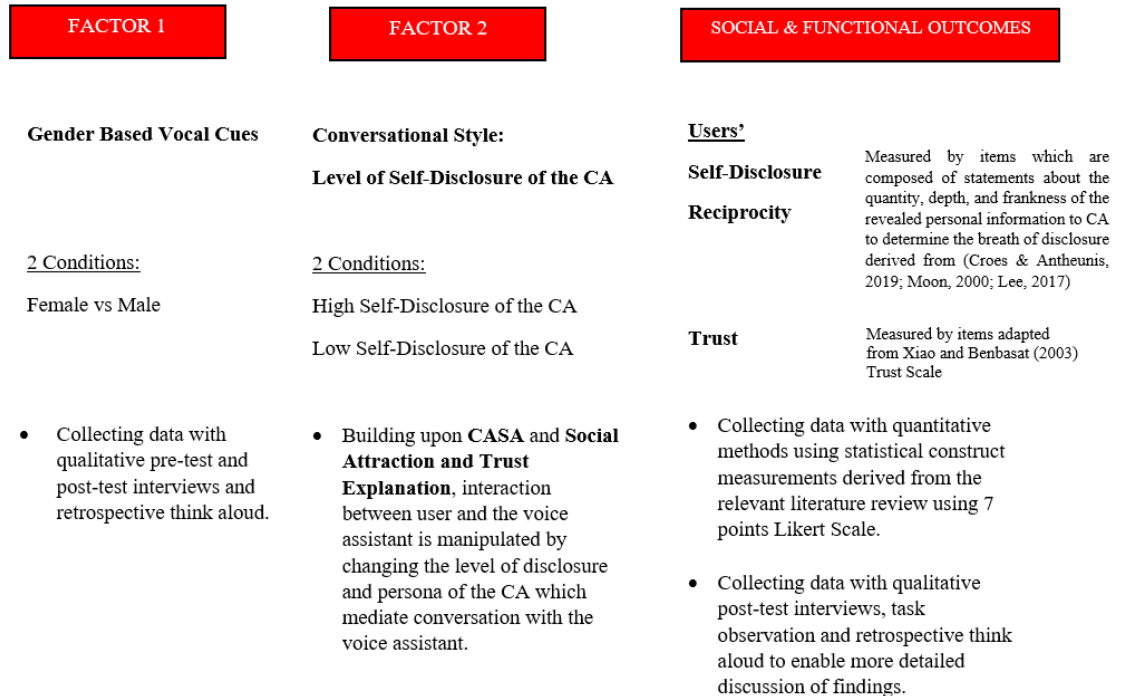 FACTOR 1
FACTOR 2
SOCIAL & FUNCTIONAL OUTCOMES
Gender Based Vocal Cues
Conversational Style:
Level of Self-Disclosure of the CA
Users'
Self-Disclosure
Reciprocity
Measured by items which are
composed of statements about the
quantity, depth, and frankness of the
revealed personal information to CA
to determine the breath of disclosure
derived from (Croes & Antheunis,
2019; Moon, 2000; Lee, 2017)
2 Conditions:
Female vs Male
2 Conditions:
High Self-Disclosure of the CA
Low Self-Disclosure of the CA
Trust
Measured by items adapted
from Xiao and Benbasat (2003)
Trust Scale
• Collecting data with
qualitative pre-test and
post-test interviews and
retrospective think aloud.
• Building upon CASA and Social
Attraction and Trust
Explanation, interaction
between user and the voice
assistant is manipulated by
changing the level of disclosure
and persona of the CA which
mediate conversation with the
voice assistant.
• Collecting data with quantitative
methods using statistical construct
measurements derived from the
relevant literature review using 7
points Likert Scale.
• Collecting data with qualitative
post-test interviews, task
observation and retrospective think
aloud to enable more detailed
discussion of findings.